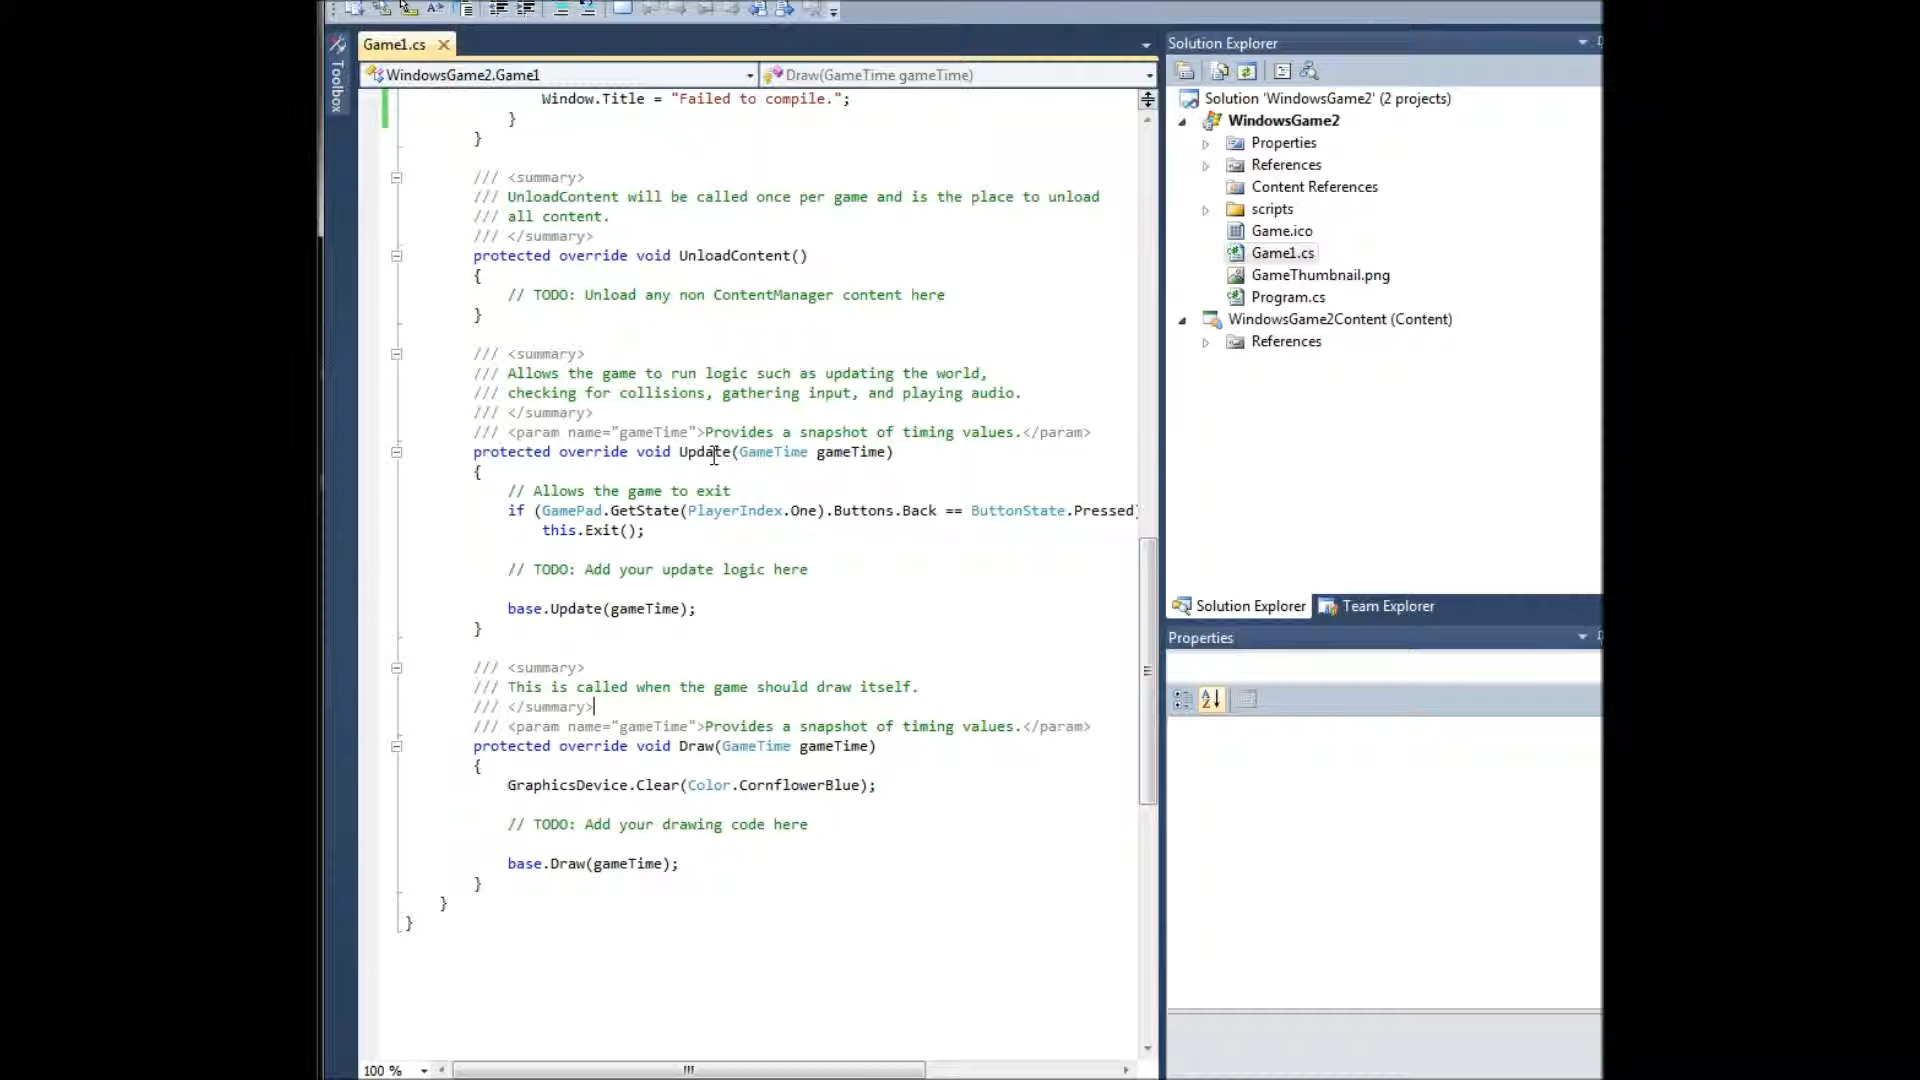 Game1.cs
WindowsGame2.Game1
Draw(GameTime gameTime)
Toolbox
Window.Title = "Failed to compile.";
}
}
/// <summary>
/// UnloadContent will be called once per game and is the place to unload
/// all content.
/// </summary>
protected override void UnloadContent()
{
// TODO: Unload any non ContentManager content here
}
/// <summary>
/// Allows the game to run logic such as updating the world,
/// checking for collisions, gathering input, and playing audio.
/// </summary>
/// <param name="gameTime">Provides a snapshot of timing values.</param>
protected override void Update(GameTime gameTime)
{
// Allows the game to exit
if (GamePad.GetState(PlayerIndex.One).Buttons.Back == ButtonState.Pressed)
this.Exit();
// TODO: Add your update logic here
base.Update(gameTime);
}
/// <summary>
/// This is called when the game should draw itself.
/// </summary>
/// <param name="gameTime">Provides a snapshot of timing values.</param>
protected override void Draw(GameTime gameTime)
{
GraphicsDevice.Clear(Color.CornflowerBlue);
// TODO: Add your drawing code here
base.Draw(gameTime);
}
}
}
100 %
Solution Explorer
Solution 'WindowsGame2' (2 projects)
WindowsGame2
Properties
References
Content References
scripts
Game.ico
Game1.cs
GameThumbnail.png
Program.cs
WindowsGame2Content (Content)
References
Solution Explorer
Team Explorer
Properties